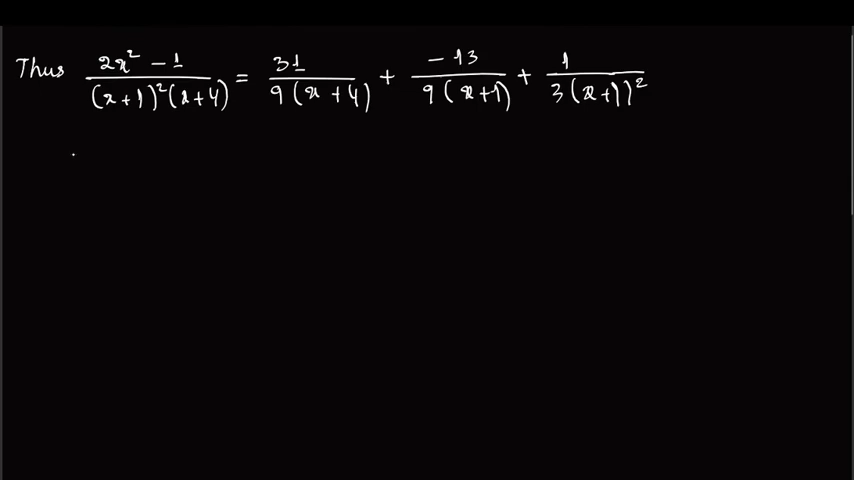 Thus (2x² - 1)/((x+1)²(x+4)) = 31/(9(x+4)) + -13/(9(x+1)) + 1/(3(x+1)²)